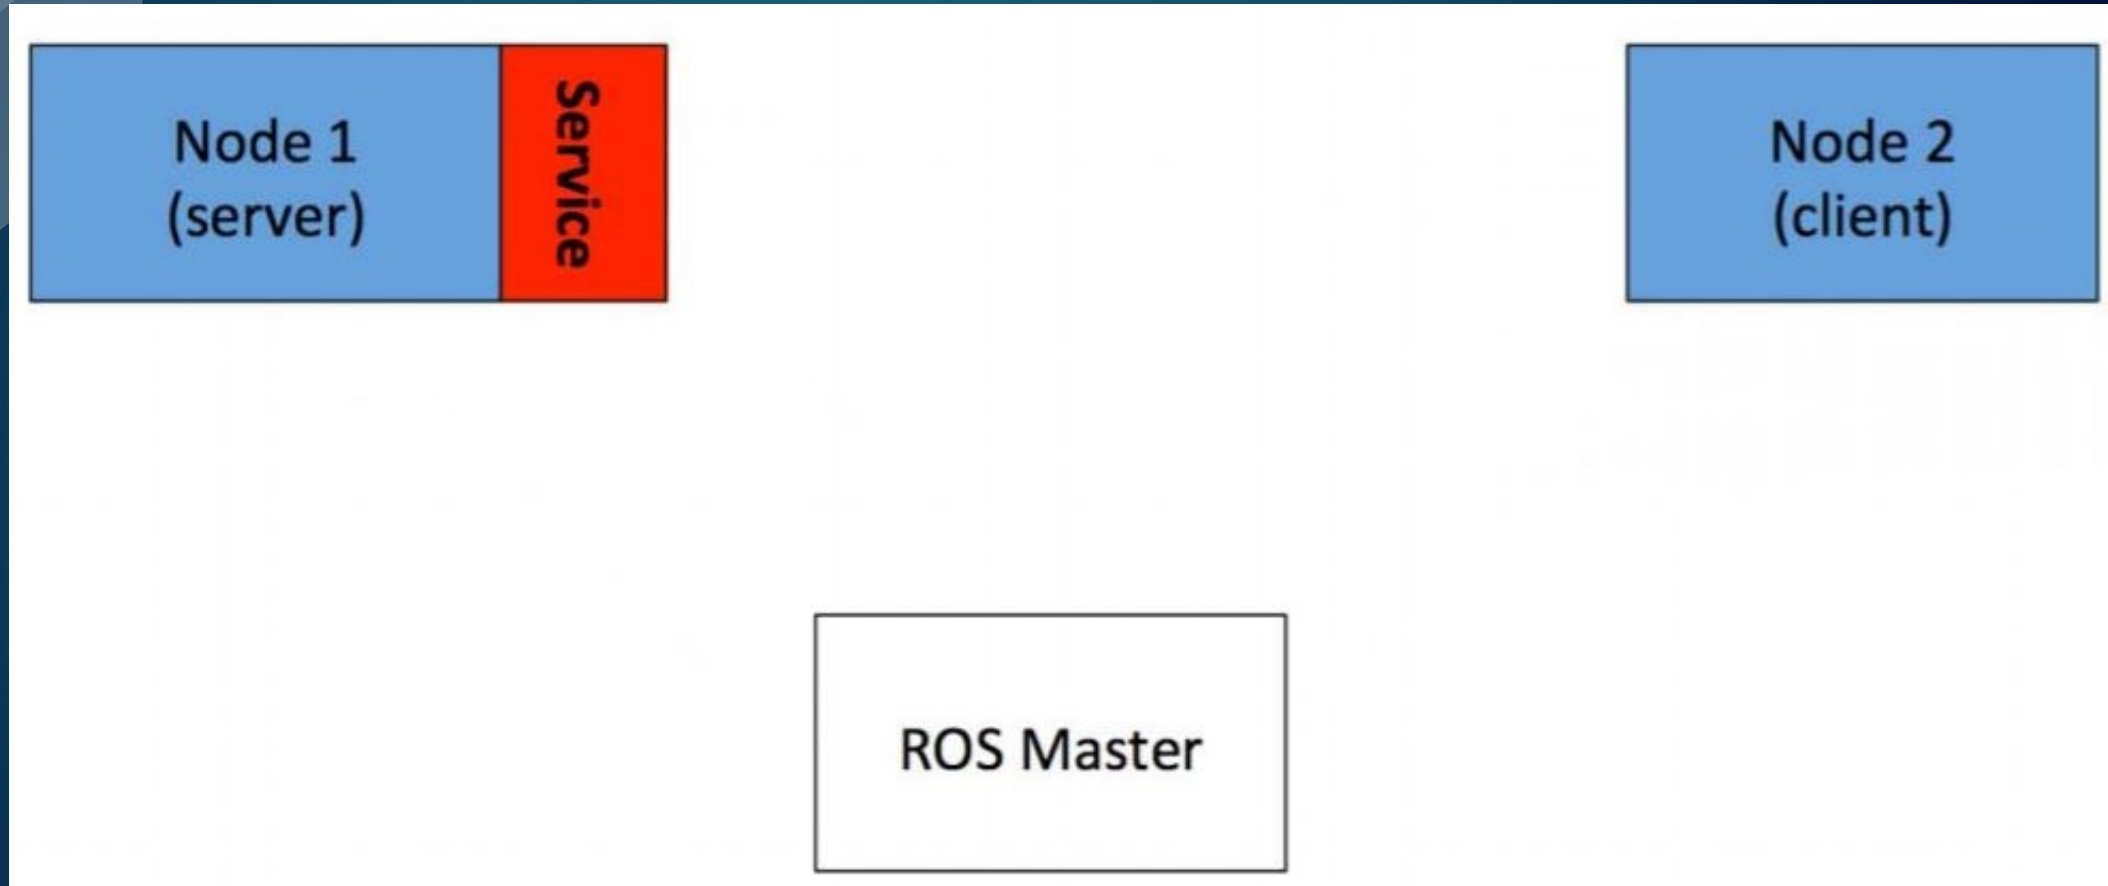 Node 1
(server)
Service
Node 2
(client)
ROS Master